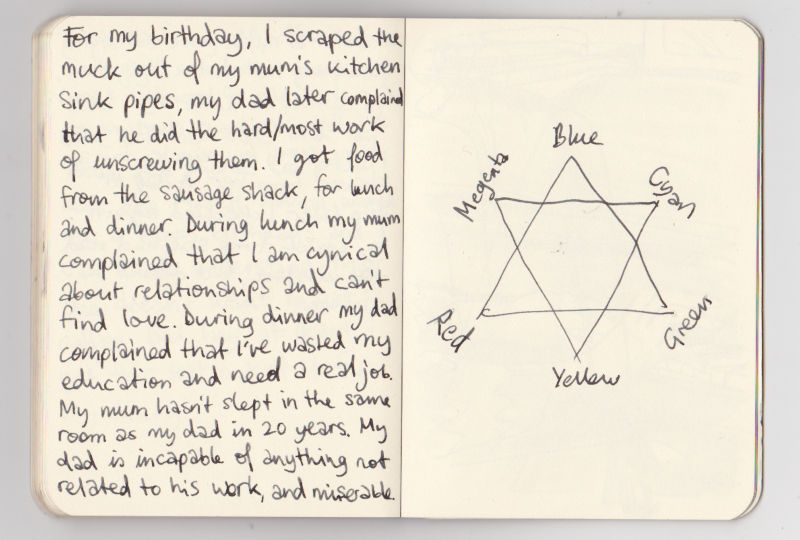 For my birthday, I scraped the
muck out of my mum's kitchen
sink pipes, my dad later complained
that he did the hard/most work
of unscrewing them. I got food
from the sausage shack, for lunch
and dinner. During lunch my mum
complained that I am cynical
about relationships and can't
find love. During dinner my dad
complained that I've wasted my
education and need a real job.
My mum hasn't slept in the same
room as my dad in 20 years. My
dad is incapable of anything not
related to his work, and miserable.
Blue
Megenta
Cyan
Red
Green
Yellow